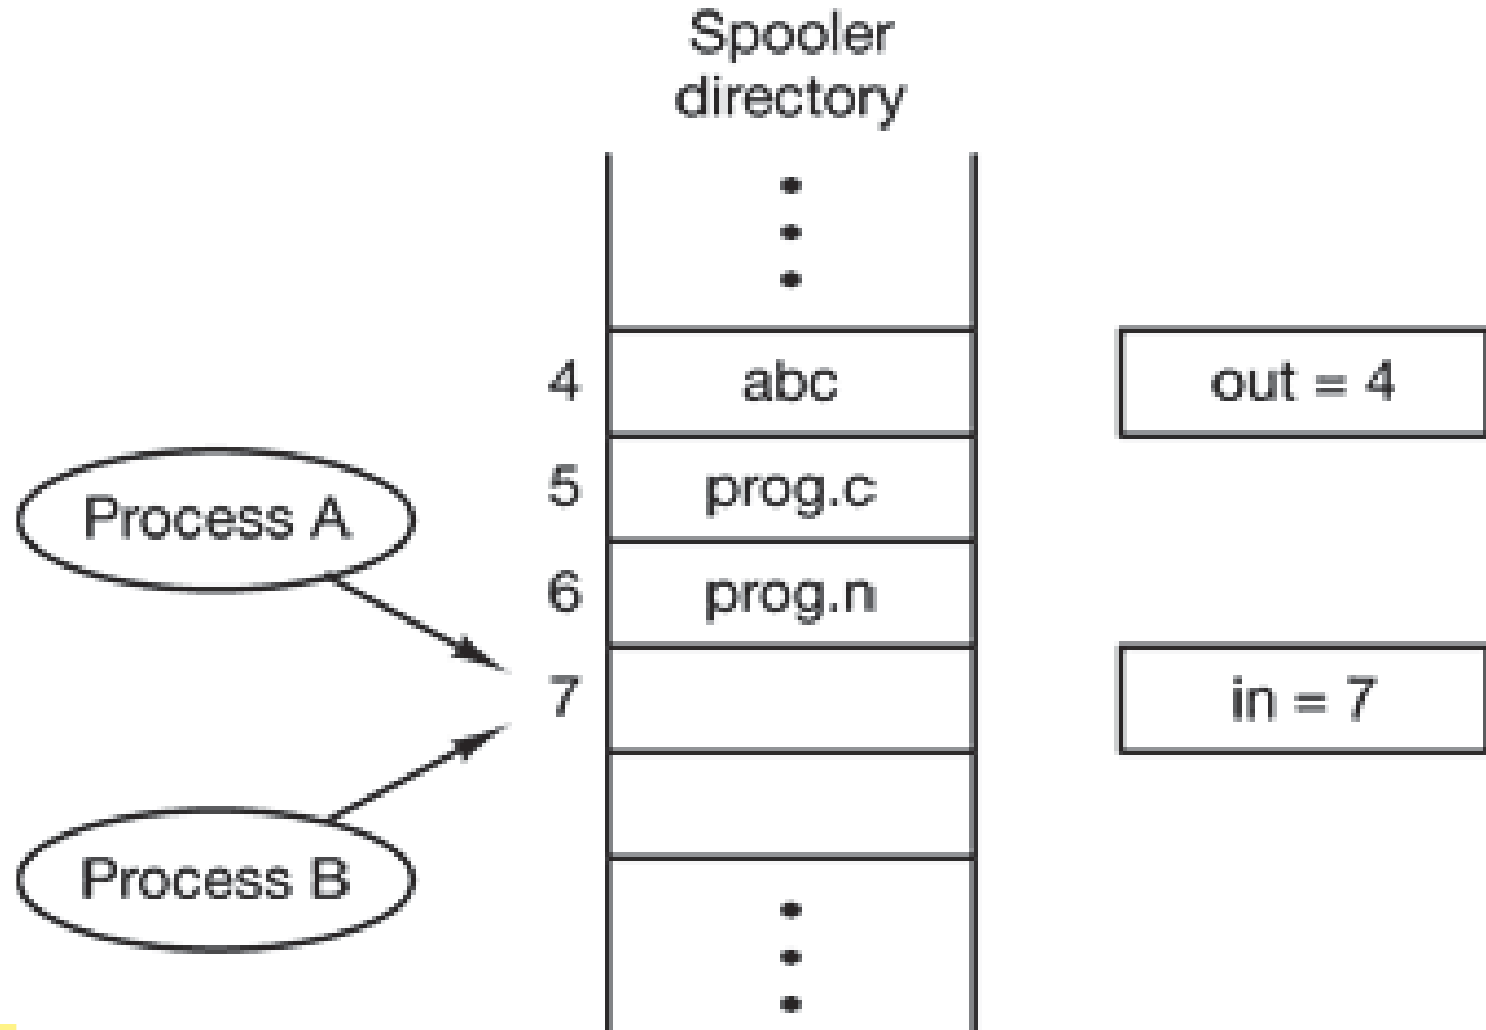 Spooler
directory
4
abc
out = 4
5
prog.c
Process A
6
prog.n
7
in = 7
Process B